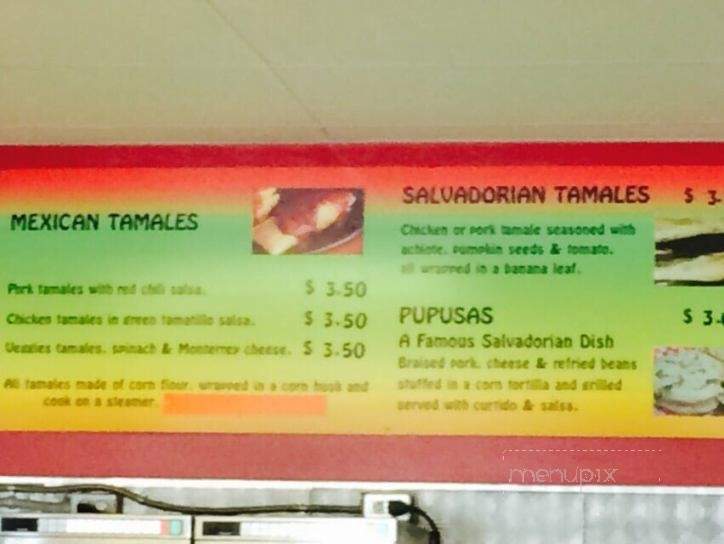 MEXICAN TAMALES
Pork tamales with red chili salsa. $ 3.50
Chicken tamales in green tamatillo salsa. $ 3.50
Veggies tamales, spinach & Monterrey cheese. $ 3.50
All tamales made of corn flour, wrapped in a corn husk and
cook on a steamer.
SALVADORIAN TAMALES $ 3.
Chicken or pork tamale seasoned with
achiote, pumpkin seeds & tomato,
all wrapped in a banana leaf.
PUPUSAS $ 3.
A Famous Salvadorian Dish
Braised pork, cheese & refried beans
stuffed in a corn tortilla and grilled
served with curtido & salsa.
menupix